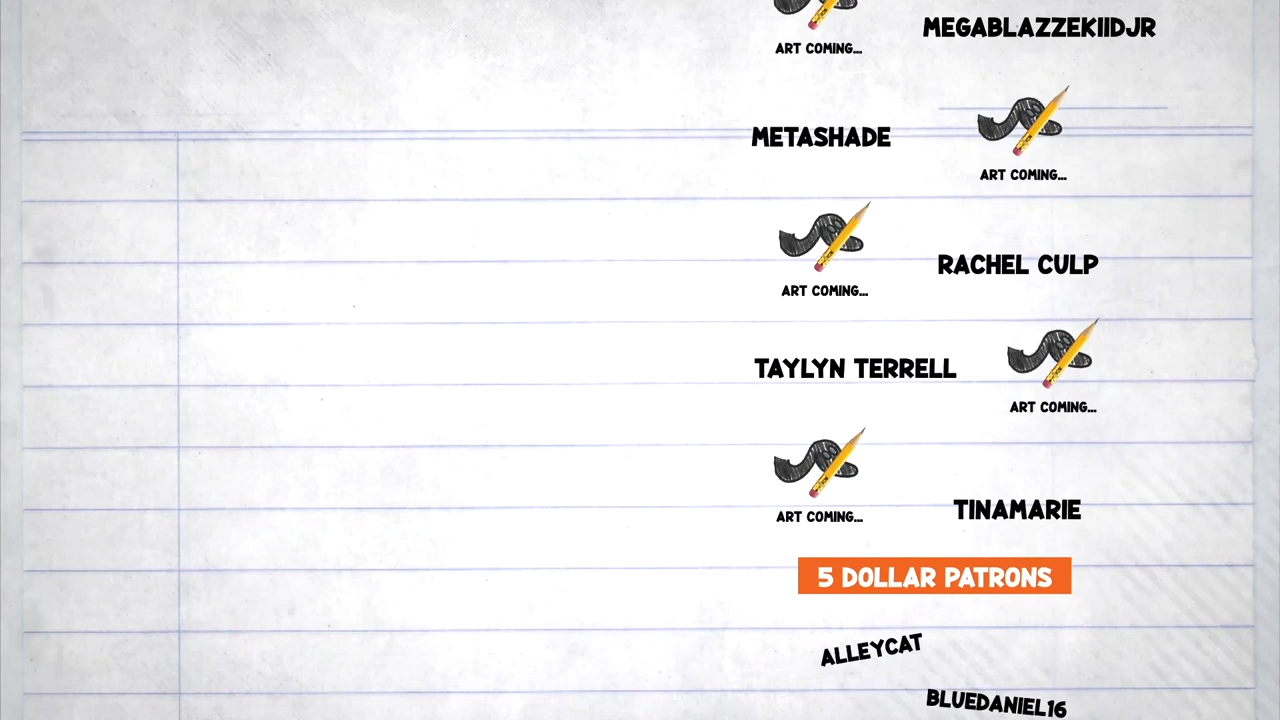 MEGABLAZZEKIIDJR
ART COMING...
METASHADE
ART COMING...
RACHEL CULP
ART COMING...
TAYLYN TERRELL
ART COMING...
TINAMARIE
ART COMING...
5 DOLLAR PATRONS
ALLEYCAT
BLUEDANIEL16